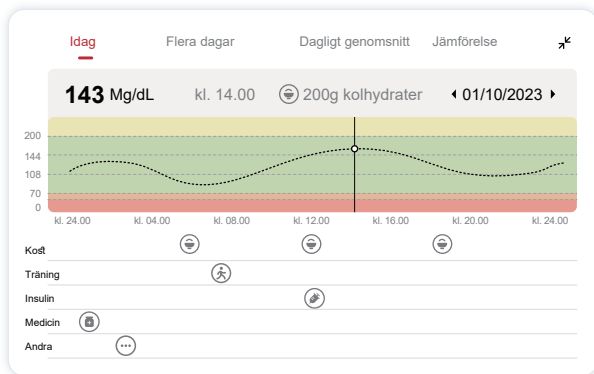 Idag Flera dagar Dagligt genomsnitt Jämförelse
143 Mg/dL kl. 14.00 200g kolhydrater 01/10/2023
200
144
108
70
0
kl. 24.00 kl. 04.00 kl. 08.00 kl. 12.00 kl. 16.00 kl. 20.00 kl. 24.00
Kost
Träning
Insulin
Medicin
Andra